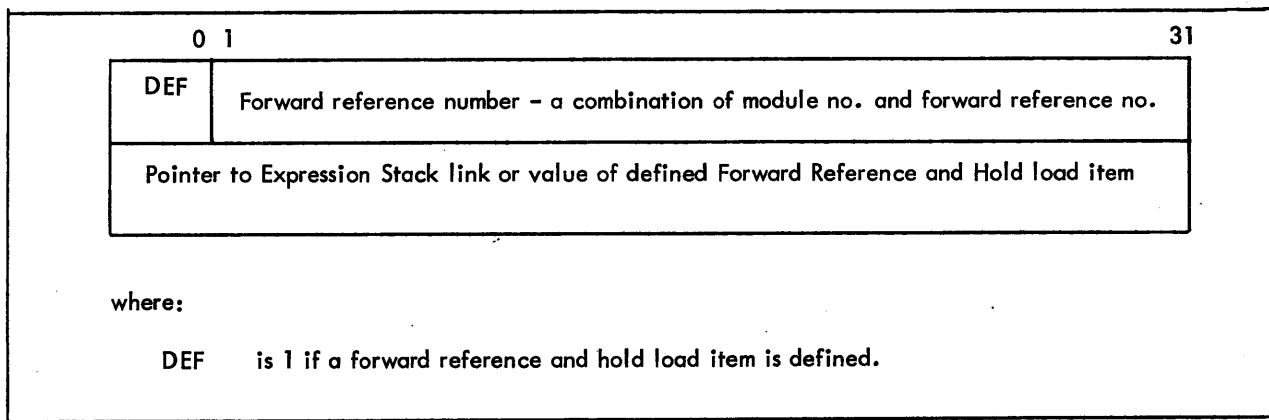 0 1 31
DEF
Forward reference number - a combination of module no. and forward reference no.
Pointer to Expression Stack link or value of defined Forward Reference and Hold load item
where:
DEF is 1 if a forward reference and hold load item is defined.